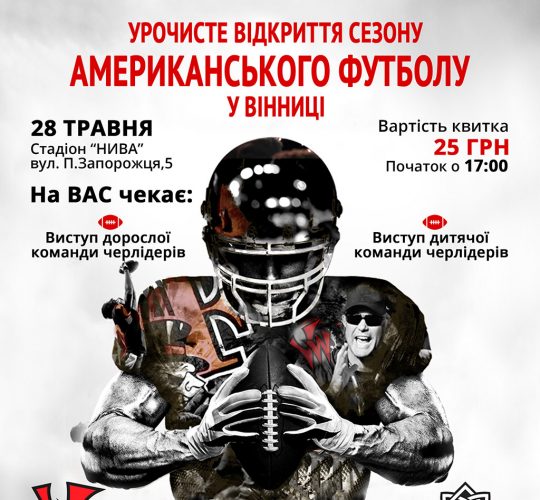 УРОЧИСТЕ ВІДКРИТТЯ СЕЗОНУ
АМЕРИКАНСЬКОГО ФУТБОЛУ
У ВІННИЦІ
28 ТРАВНЯ
Стадіон “НИВА”
вул. П.Запорожця,5
Вартість квитка
25 ГРН
Початок о 17:00
На ВАС чекає:
Виступ дорослої
команди черлідерів
Виступ дитячої
команди черлідерів